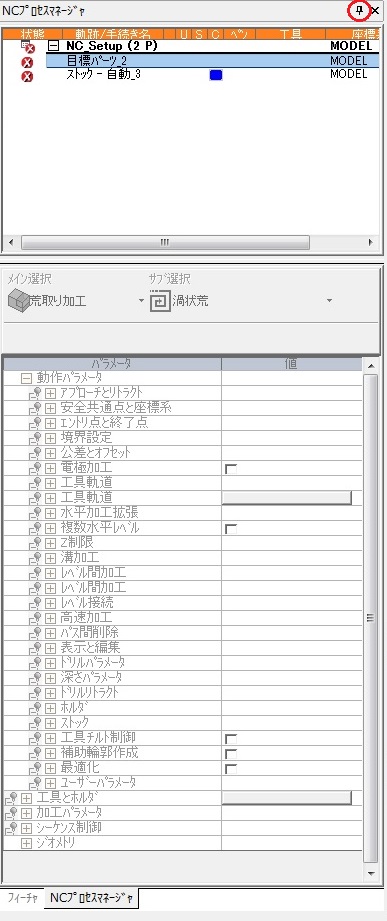 NCﾌﾟﾛｾｽﾏﾈｰｼﾞｬ
状態 軌跡/手続き名 U S C ﾍﾟﾝ 工具 座標系
NC_Setup (2 P) MODEL
目標ﾊﾟｰﾂ_2 MODEL
ｽﾄｯｸ - 自動_3 MODEL
ﾒｲﾝ選択 ｻﾌﾞ選択
荒取り加工 渦状荒
ﾊﾟﾗﾒｰﾀ 値
動作ﾊﾟﾗﾒｰﾀ
ｱﾌﾟﾛｰﾁとﾘﾄﾗｸﾄ
安全共通点と座標系
ｴﾝﾄﾘ点と終了点
境界設定
公差とｵﾌｾｯﾄ
電極加工
工具軌道
工具軌道
水平加工拡張
複数水平ﾚﾍﾞﾙ
Z制限
溝加工
ﾚﾍﾞﾙ間加工
ﾚﾍﾞﾙ間加工
ﾚﾍﾞﾙ接続
高速加工
ﾊﾟｽ間削除
表示と編集
ﾄﾞﾘﾙﾊﾟﾗﾒｰﾀ
深さﾊﾟﾗﾒｰﾀ
ﾄﾞﾘﾙﾘﾄﾗｸﾄ
ﾎﾙﾀﾞ
ｽﾄｯｸ
工具ﾁﾙﾄ制御
補助輪郭作成
最適化
ﾕｰｻﾞｰﾊﾟﾗﾒｰﾀ
工具とﾎﾙﾀﾞ
加工ﾊﾟﾗﾒｰﾀ
ｼｰｹﾝｽ制御
ｼﾞｵﾒﾄﾘ
ﾌｨｰﾁｬ NCﾌﾟﾛｾｽﾏﾈｰｼﾞｬ